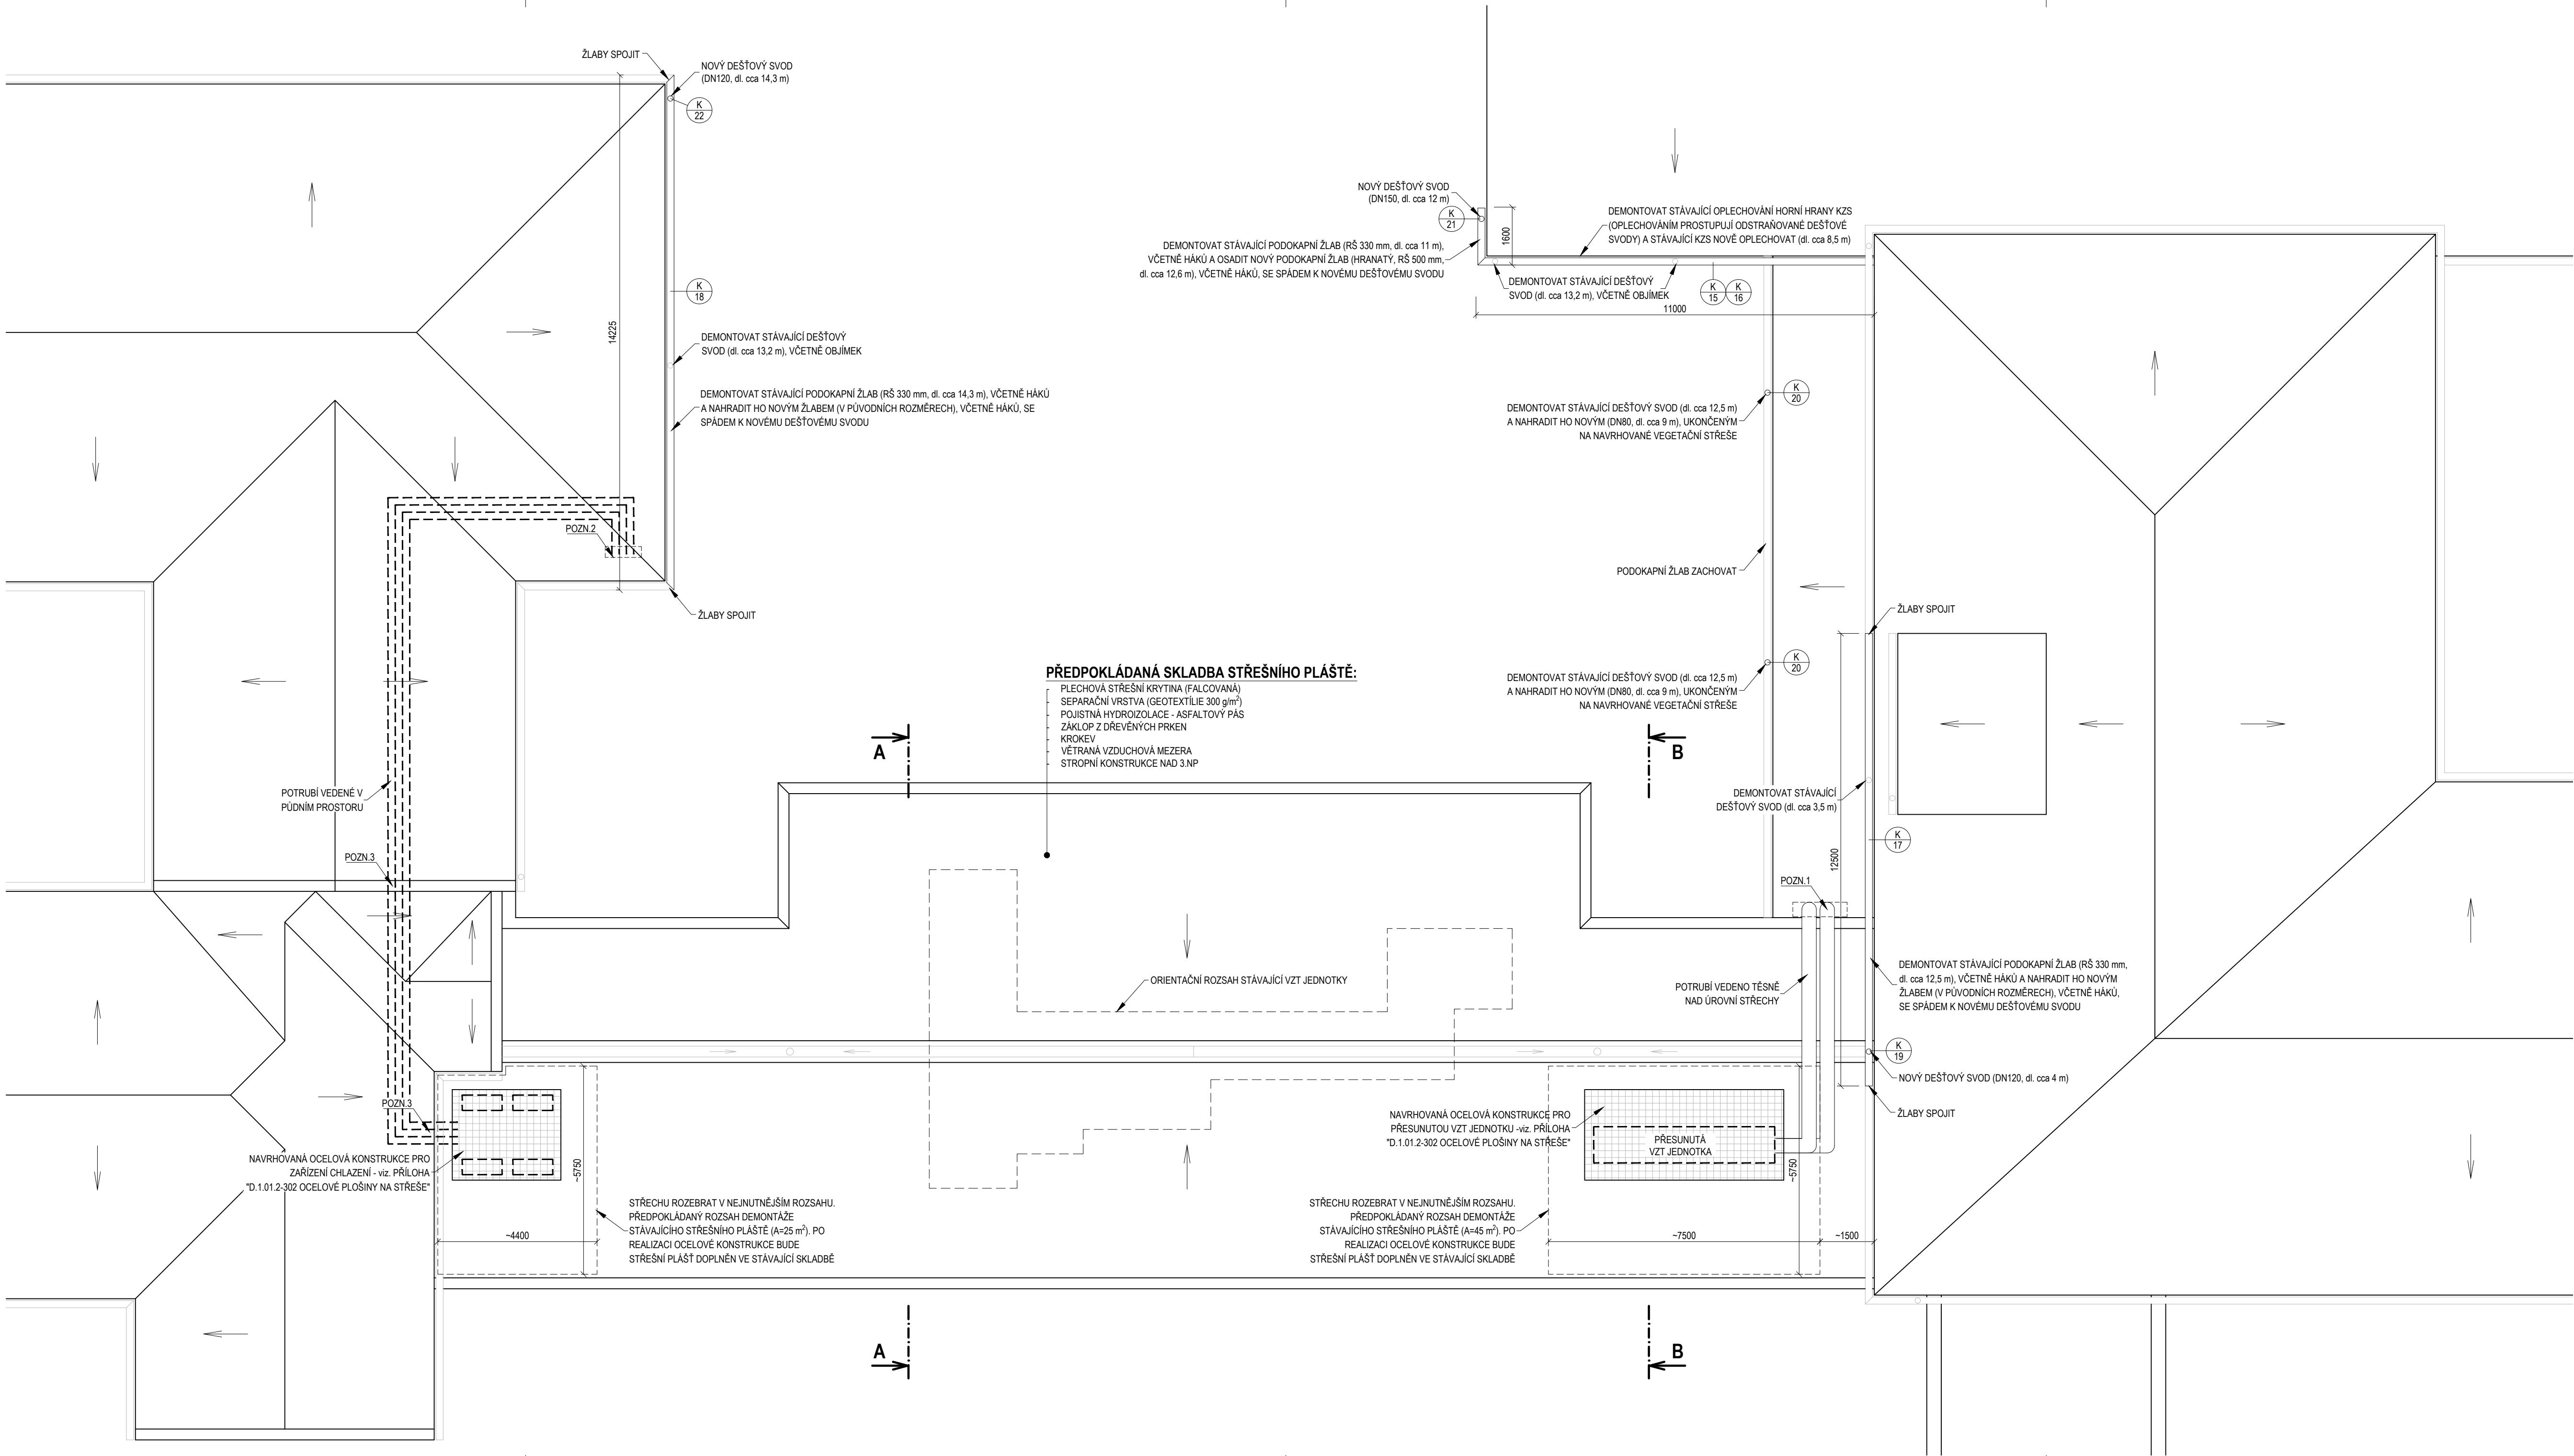 ŽLABY SPOJIT
NOVÝ DEŠŤOVÝ SVOD
(DN120, dl. cca 14,3 m)
K
22
14225
K
18
DEMONTOVAT STÁVAJÍCÍ DEŠŤOVÝ
SVOD (dl. cca 13,2 m), VČETNĚ OBJÍMEK
DEMONTOVAT STÁVAJÍCÍ PODOKAPNÍ ŽLAB (RŠ 330 mm, dl. cca 14,3 m), VČETNĚ HÁKŮ
A NAHRADIT HO NOVÝM ŽLABEM (V PŮVODNÍCH ROZMĚRECH), VČETNĚ HÁKŮ, SE
SPÁDEM K NOVÉMU DEŠŤOVÉMU SVODU
POZN.2
ŽLABY SPOJIT
NOVÝ DEŠŤOVÝ SVOD
(DN150, dl. cca 12 m)
K
21
1600
DEMONTOVAT STÁVAJÍCÍ PODOKAPNÍ ŽLAB (RŠ 330 mm, dl. cca 11 m),
VČETNĚ HÁKŮ A OSADIT NOVÝ PODOKAPNÍ ŽLAB (HRANATÝ, RŠ 500 mm,
dl. cca 12,6 m), VČETNĚ HÁKŮ, SE SPÁDEM K NOVÉMU DEŠŤOVÉMU SVODU
DEMONTOVAT STÁVAJÍCÍ OPLECHOVÁNÍ HORNÍ HRANY KZS
(OPLECHOVÁNÍM PROSTUPUJÍ ODSTRAŇOVANÉ DEŠŤOVÉ
SVODY) A STÁVAJÍCÍ KZS NOVĚ OPLECHOVAT (dl. cca 8,5 m)
DEMONTOVAT STÁVAJÍCÍ DEŠŤOVÝ
SVOD (dl. cca 13,2 m), VČETNĚ OBJÍMEK
K
15
K
16
11000
K
20
DEMONTOVAT STÁVAJÍCÍ DEŠŤOVÝ SVOD (dl. cca 12,5 m)
A NAHRADIT HO NOVÝM (DN80, dl. cca 9 m), UKONČENÝM
NA NAVRHOVANÉ VEGETAČNÍ STŘEŠE
PODOKAPNÍ ŽLAB ZACHOVAT
ŽLABY SPOJIT
K
20
DEMONTOVAT STÁVAJÍCÍ DEŠŤOVÝ SVOD (dl. cca 12,5 m)
A NAHRADIT HO NOVÝM (DN80, dl. cca 9 m), UKONČENÝM
NA NAVRHOVANÉ VEGETAČNÍ STŘEŠE
PŘEDPOKLÁDANÁ SKLADBA STŘEŠNÍHO PLÁŠTĚ:
PLECHOVÁ STŘEŠNÍ KRYTINA (FALCOVANÁ)
SEPARAČNÍ VRSTVA (GEOTEXTÍLIE 300 g/m²)
POJISTNÁ HYDROIZOLACE - ASFALTOVÝ PÁS
ZÁKLOP Z DŘEVĚNÝCH PRKEN
KROKEV
VĚTRANÁ VZDUCHOVÁ MEZERA
STROPNÍ KONSTRUKCE NAD 3.NP
A
B
POTRUBÍ VEDENÉ V
PŮDNÍM PROSTORU
POZN.3
DEMONTOVAT STÁVAJÍCÍ
DEŠŤOVÝ SVOD (dl. cca 3,5 m)
K
17
12500
POZN.1
ORIENTAČNÍ ROZSAH STÁVAJÍCÍ VZT JEDNOTKY
POTRUBÍ VEDENO TĚSNĚ
NAD ÚROVNÍ STŘECHY
DEMONTOVAT STÁVAJÍCÍ PODOKAPNÍ ŽLAB (RŠ 330 mm,
dl. cca 12,5 m), VČETNĚ HÁKŮ A NAHRADIT HO NOVÝM
ŽLABEM (V PŮVODNÍCH ROZMĚRECH), VČETNĚ HÁKŮ,
SE SPÁDEM K NOVÉMU DEŠŤOVÉMU SVODU
K
19
NOVÝ DEŠŤOVÝ SVOD (DN120, dl. cca 4 m)
ŽLABY SPOJIT
POZN.3
NAVRHOVANÁ OCELOVÁ KONSTRUKCE PRO
ZAŘÍZENÍ CHLAZENÍ - viz. PŘÍLOHA
"D.1.01.2-302 OCELOVÉ PLOŠINY NA STŘEŠE"
~5750
~4400
STŘECHU ROZEBRAT V NEJNUTNĚJŠÍM ROZSAHU.
PŘEDPOKLÁDANÝ ROZSAH DEMONTÁŽE
STÁVAJÍCÍHO STŘEŠNÍHO PLÁŠTĚ (A=25 m²). PO
REALIZACI OCELOVÉ KONSTRUKCE BUDE
STŘEŠNÍ PLÁŠŤ DOPLNĚN VE STÁVAJÍCÍ SKLADBĚ
NAVRHOVANÁ OCELOVÁ KONSTRUKCE PRO
PŘESUNUTOU VZT JEDNOTKU -viz. PŘÍLOHA
"D.1.01.2-302 OCELOVÉ PLOŠINY NA STŘEŠE"
PŘESUNUTÁ
VZT JEDNOTKA
~5750
STŘECHU ROZEBRAT V NEJNUTNĚJŠÍM ROZSAHU.
PŘEDPOKLÁDANÝ ROZSAH DEMONTÁŽE
STÁVAJÍCÍHO STŘEŠNÍHO PLÁŠTĚ (A=45 m²). PO
REALIZACI OCELOVÉ KONSTRUKCE BUDE
STŘEŠNÍ PLÁŠŤ DOPLNĚN VE STÁVAJÍCÍ SKLADBĚ
~7500
~1500
A
B